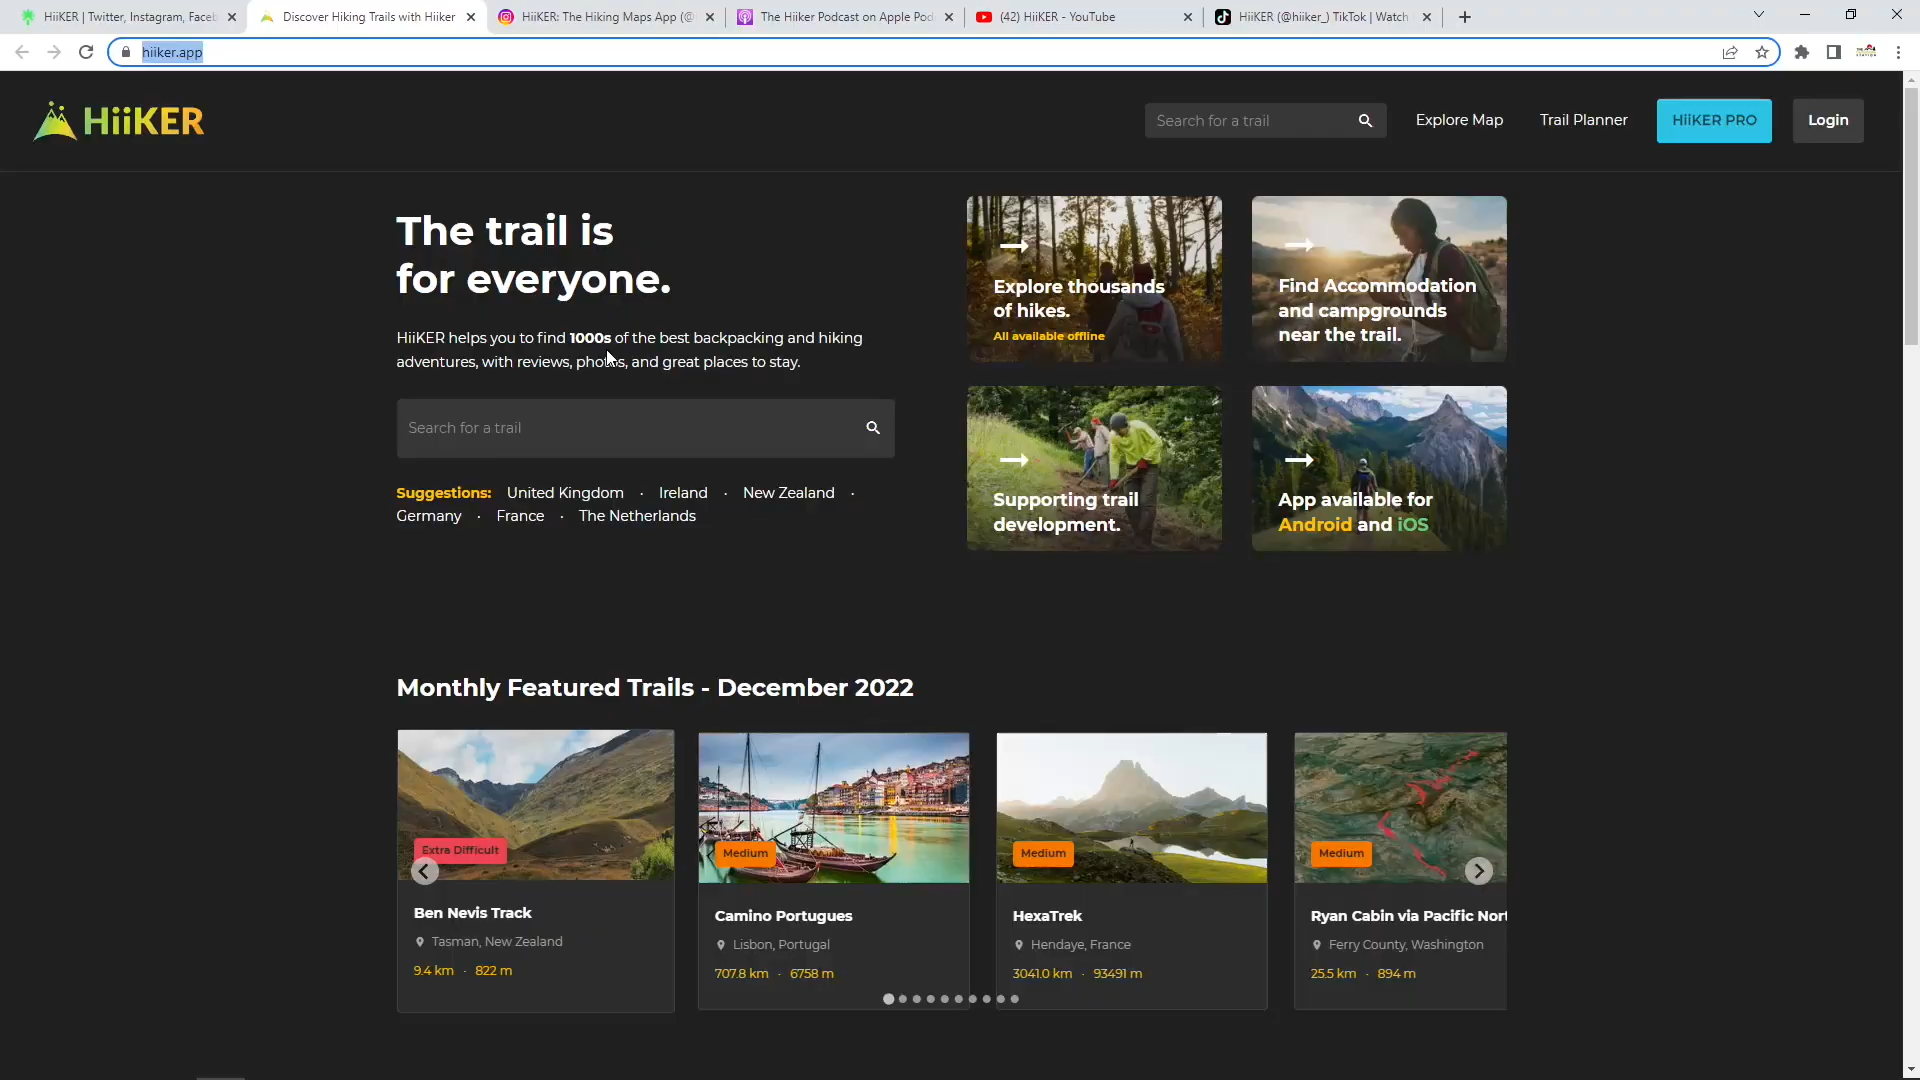 HiiKER | Twitter, Instagram, Faceb
Discover Hiking Trails with Hiiker
HiiKER: The Hiking Maps App (@
The Hiiker Podcast on Apple Pod
(42) HiiKER - YouTube
HiiKER (@hiiker_) TikTok | Watch
hiiker.app
HiiKER
Search for a trail
Explore Map
Trail Planner
HiiKER PRO
Login
The trail is
for everyone.
HiiKER helps you to find 1000s of the best backpacking and hiking
adventures, with reviews, photos, and great places to stay.
Search for a trail
Suggestions: United Kingdom · Ireland · New Zealand ·
Germany · France · The Netherlands
Explore thousands
of hikes.
All available offline
Find Accommodation
and campgrounds
near the trail.
Supporting trail
development.
App available for
Android and iOS
Monthly Featured Trails - December 2022
Extra Difficult
Ben Nevis Track
Tasman, New Zealand
9.4 km · 822 m
Medium
Camino Portugues
Lisbon, Portugal
707.8 km · 6758 m
Medium
HexaTrek
Hendaye, France
3041.0 km · 93491 m
Medium
Ryan Cabin via Pacific Nort
Ferry County, Washington
25.5 km · 894 m